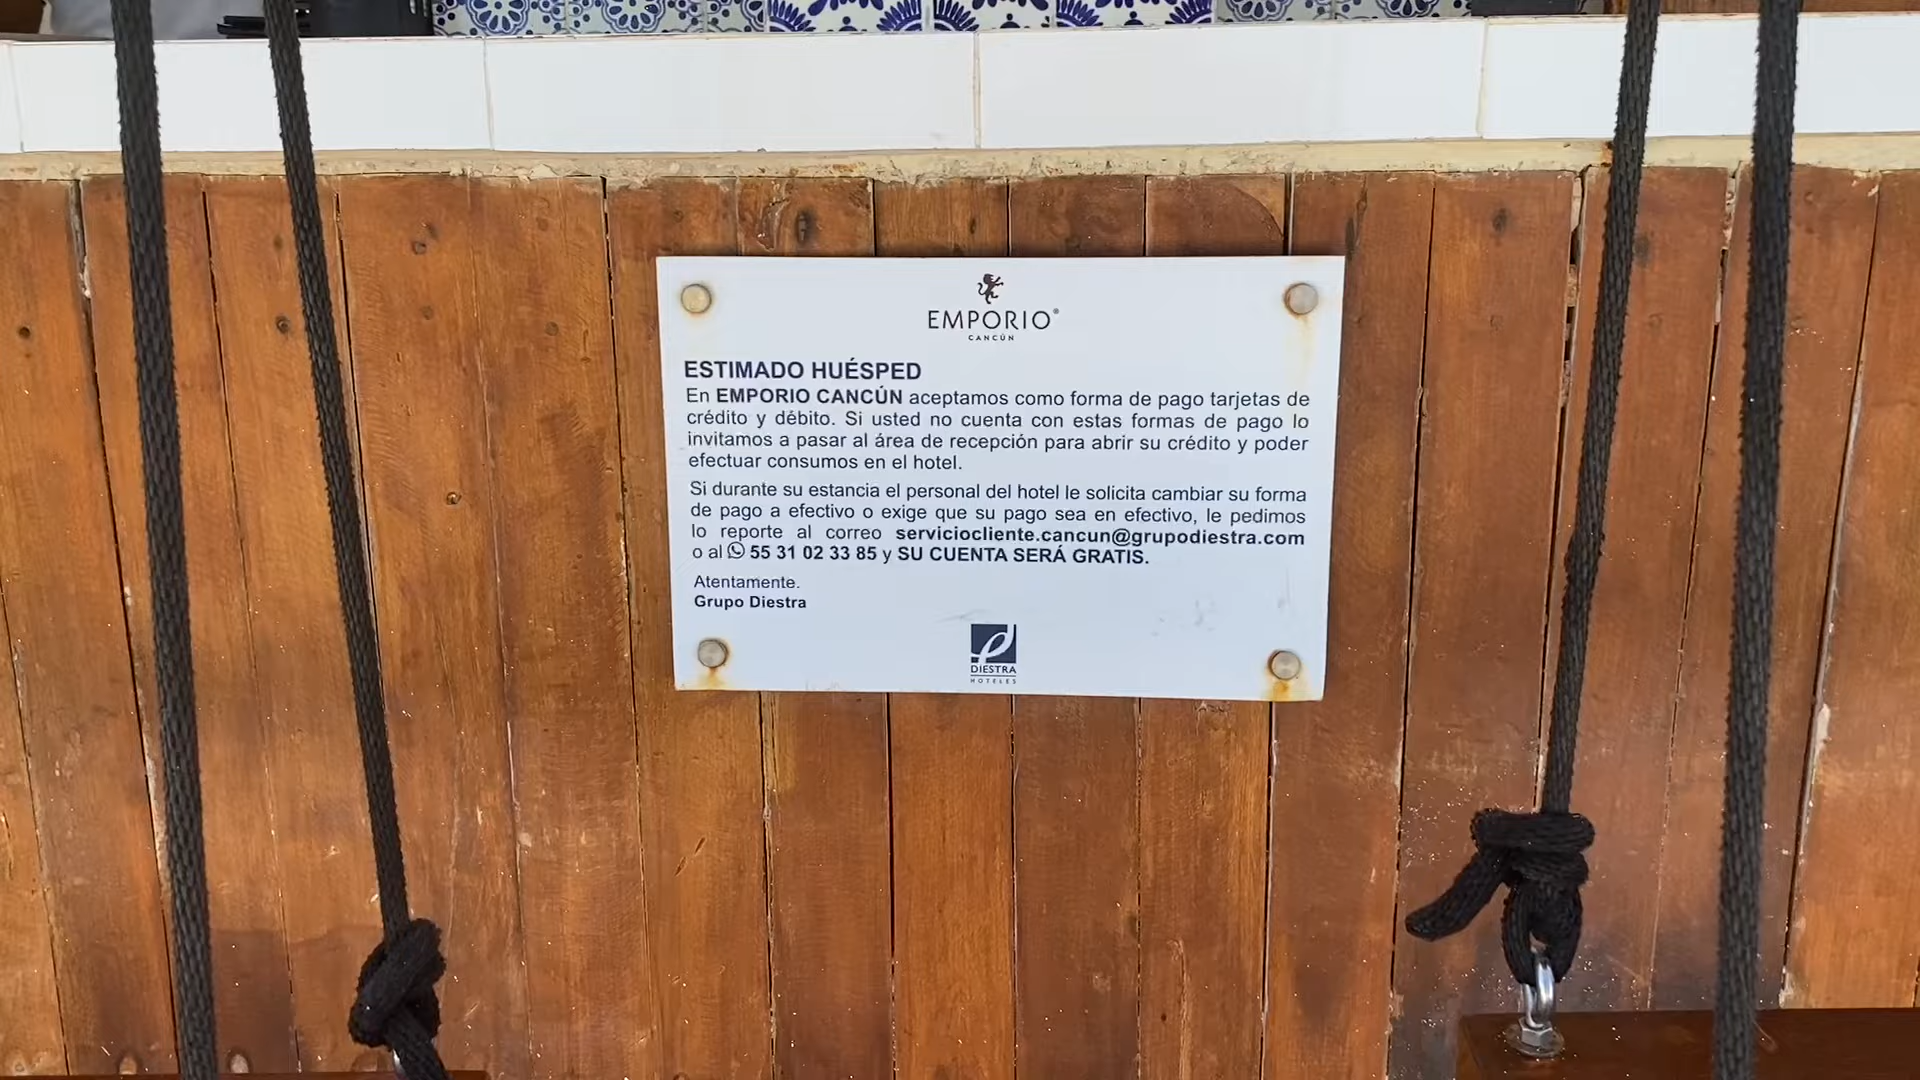 EMPORIO®
CANCÚN
ESTIMADO HUÉSPED
En EMPORIO CANCÚN aceptamos como forma de pago tarjetas de
crédito y débito. Si usted no cuenta con estas formas de pago lo
invitamos a pasar al área de recepción para abrir su crédito y poder
efectuar consumos en el hotel.
Si durante su estancia el personal del hotel le solicita cambiar su forma
de pago a efectivo o exige que su pago sea en efectivo, le pedimos
lo reporte al correo serviciocliente.cancun@grupodiestra.com
o al 55 31 02 33 85 y SU CUENTA SERÁ GRATIS.
Atentamente.
Grupo Diestra
DIESTRA
HOTELES